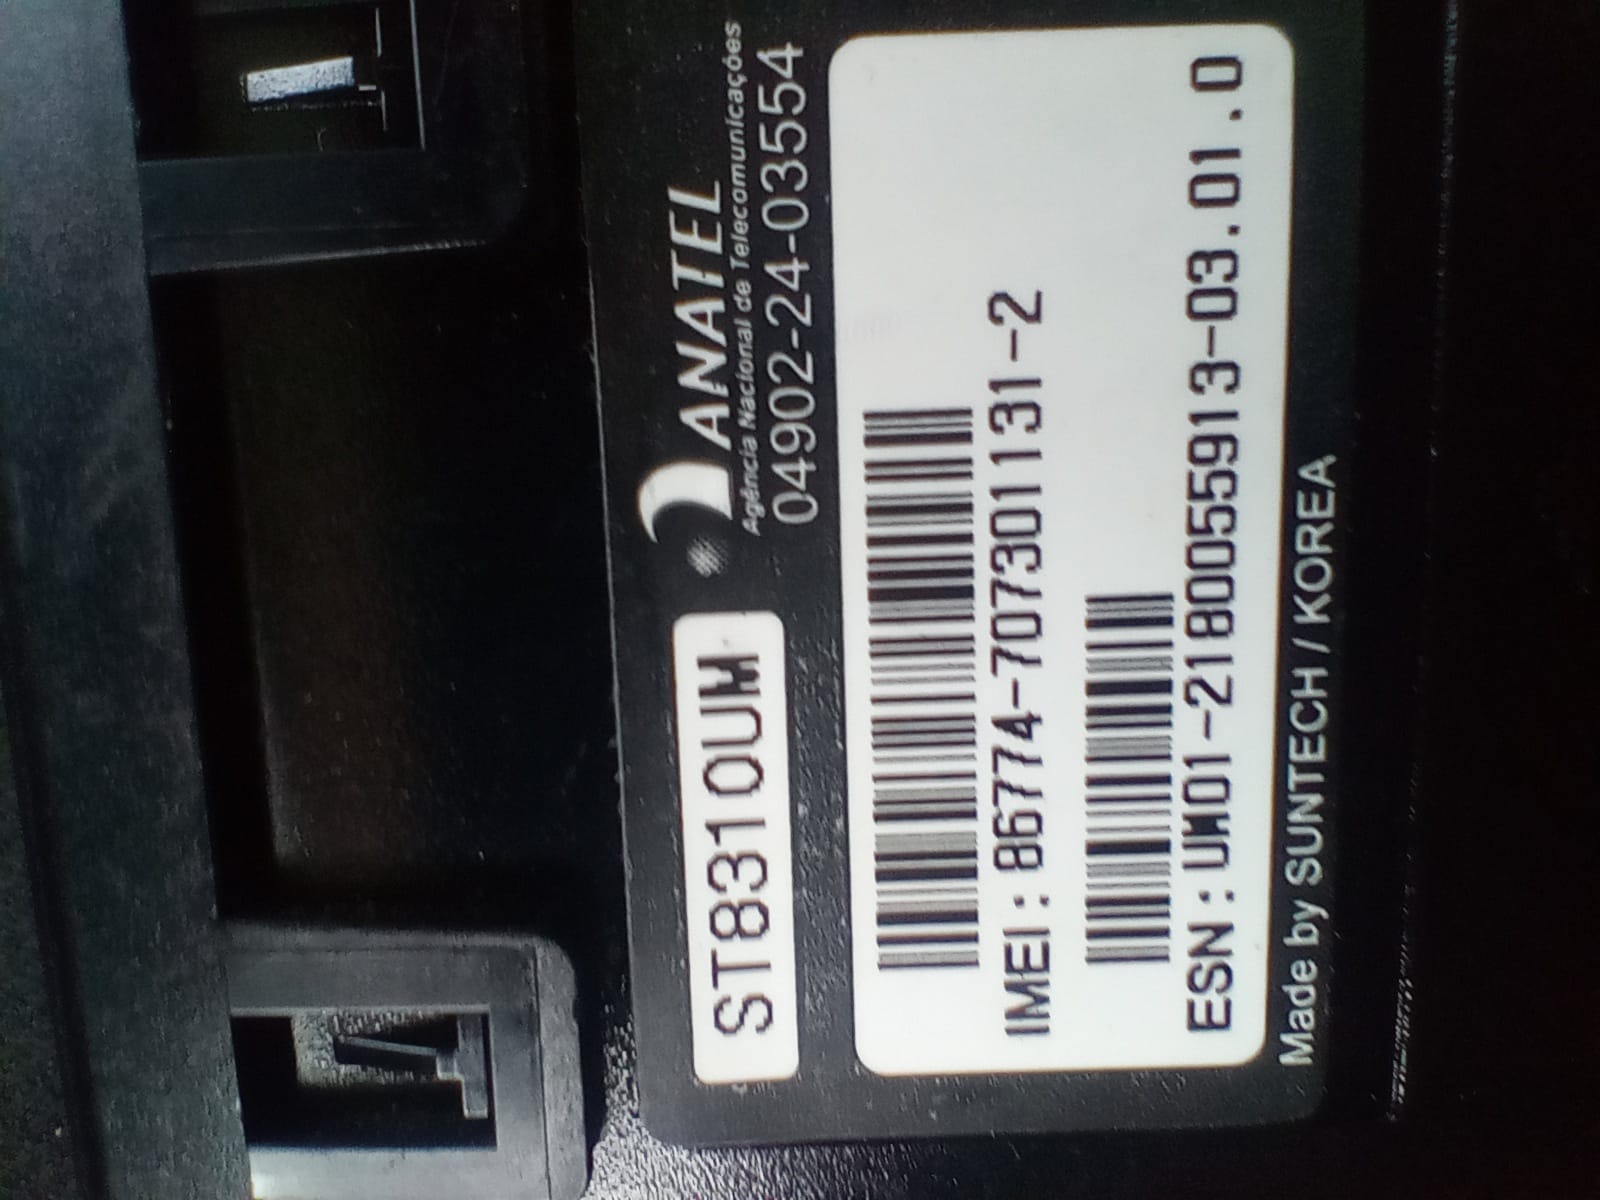 ST8310UM
ANATEL
Agência Nacional de Telecomunicações
04902-24-03554
IMEI : 86774-707301131-2
ESN : UM01-2180055913-03.01.0
Made by SUNTECH / KOREA